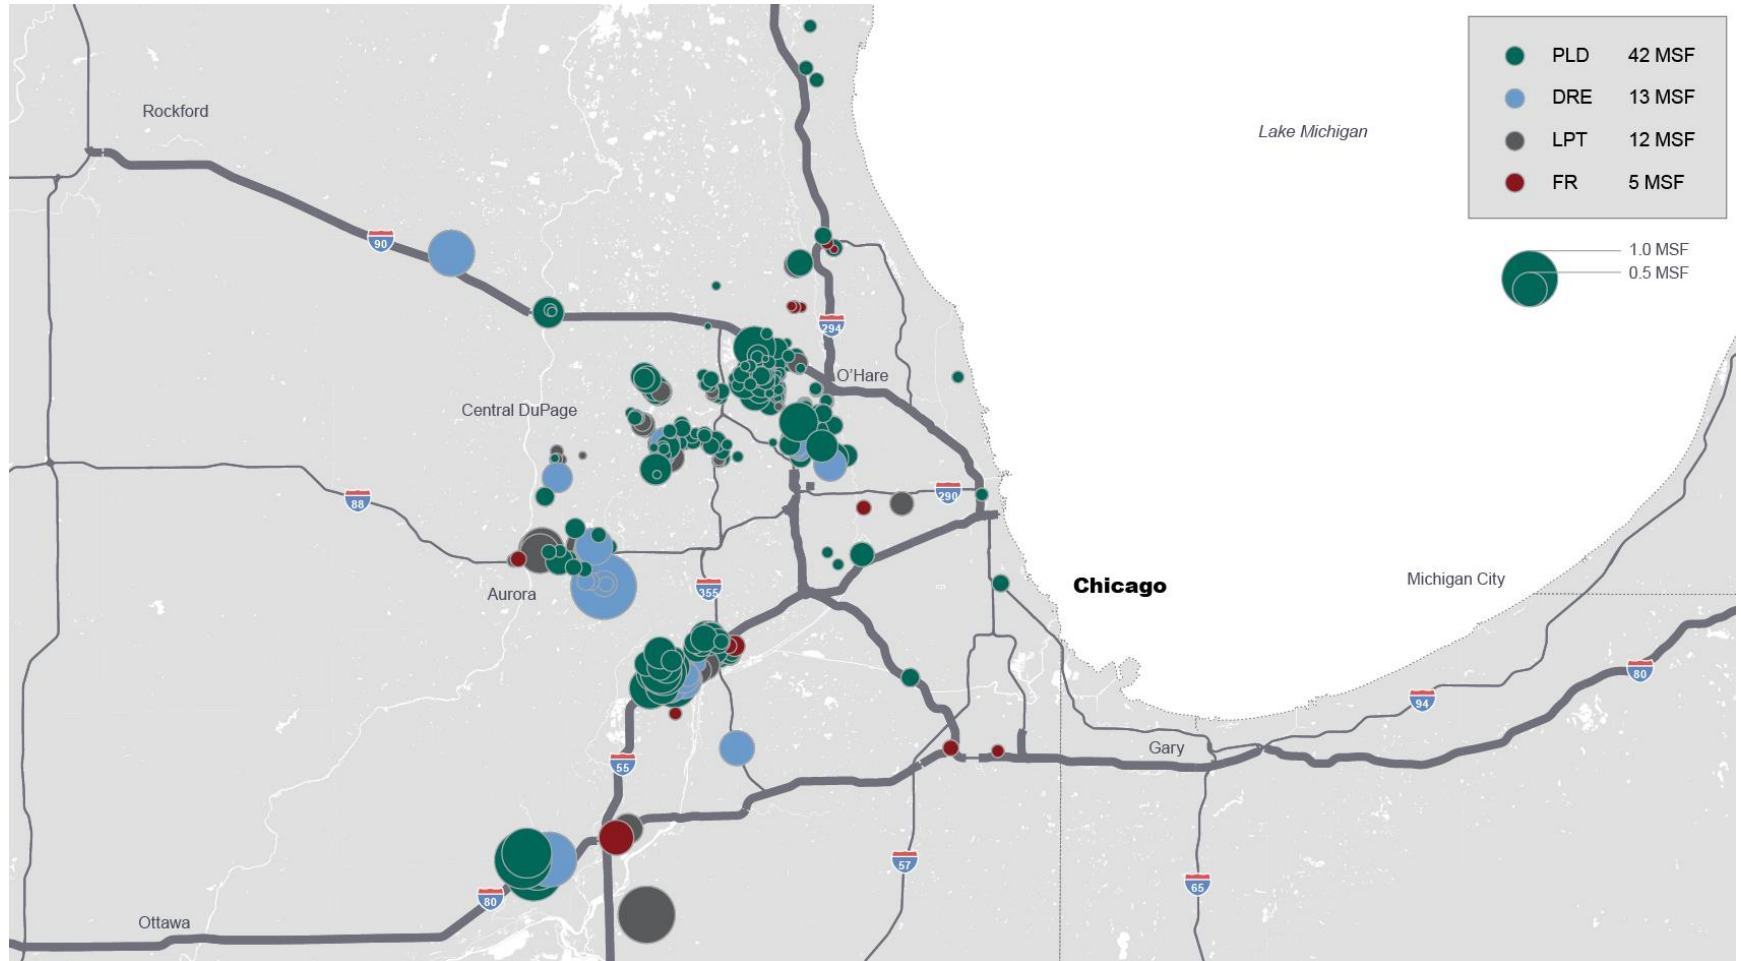 PLD 42 MSF
DRE 13 MSF
LPT 12 MSF
FR 5 MSF
1.0 MSF
0.5 MSF
Rockford
Lake Michigan
90
294
O'Hare
Central DuPage
88
290
Aurora
355
Chicago
Michigan City
80
94
Gary
55
57
65
80
Ottawa